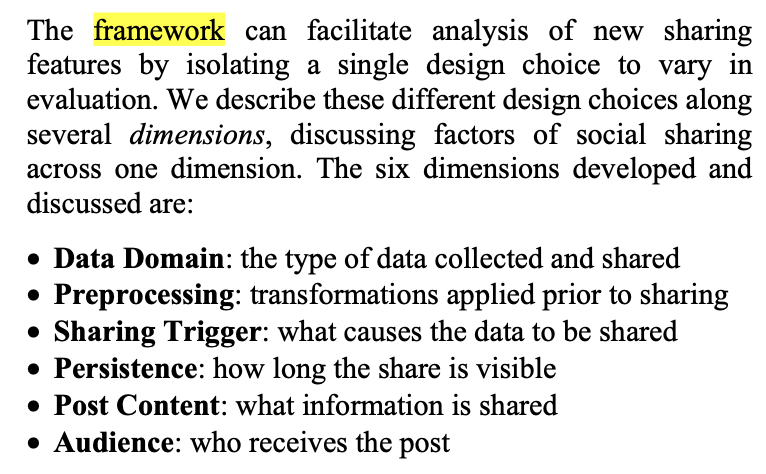 The framework can facilitate analysis of new sharing
features by isolating a single design choice to vary in
evaluation. We describe these different design choices along
several dimensions, discussing factors of social sharing
across one dimension. The six dimensions developed and
discussed are:
• Data Domain: the type of data collected and shared
• Preprocessing: transformations applied prior to sharing
• Sharing Trigger: what causes the data to be shared
• Persistence: how long the share is visible
• Post Content: what information is shared
• Audience: who receives the post